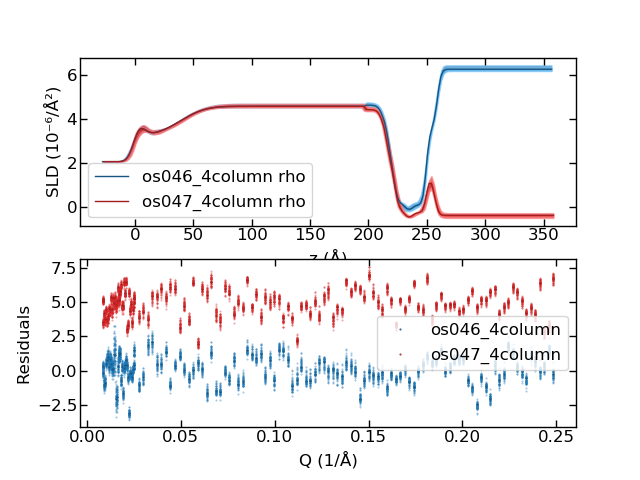 SLD (10⁻⁶/Å²)
6
4
2
0
os046_4column rho
os047_4column rho
0 50 100 150 200 250 300 350
z (Å)
Residuals
7.5
5.0
2.5
0.0
−2.5
os046_4column
os047_4column
0.00 0.05 0.10 0.15 0.20 0.25
Q (1/Å)